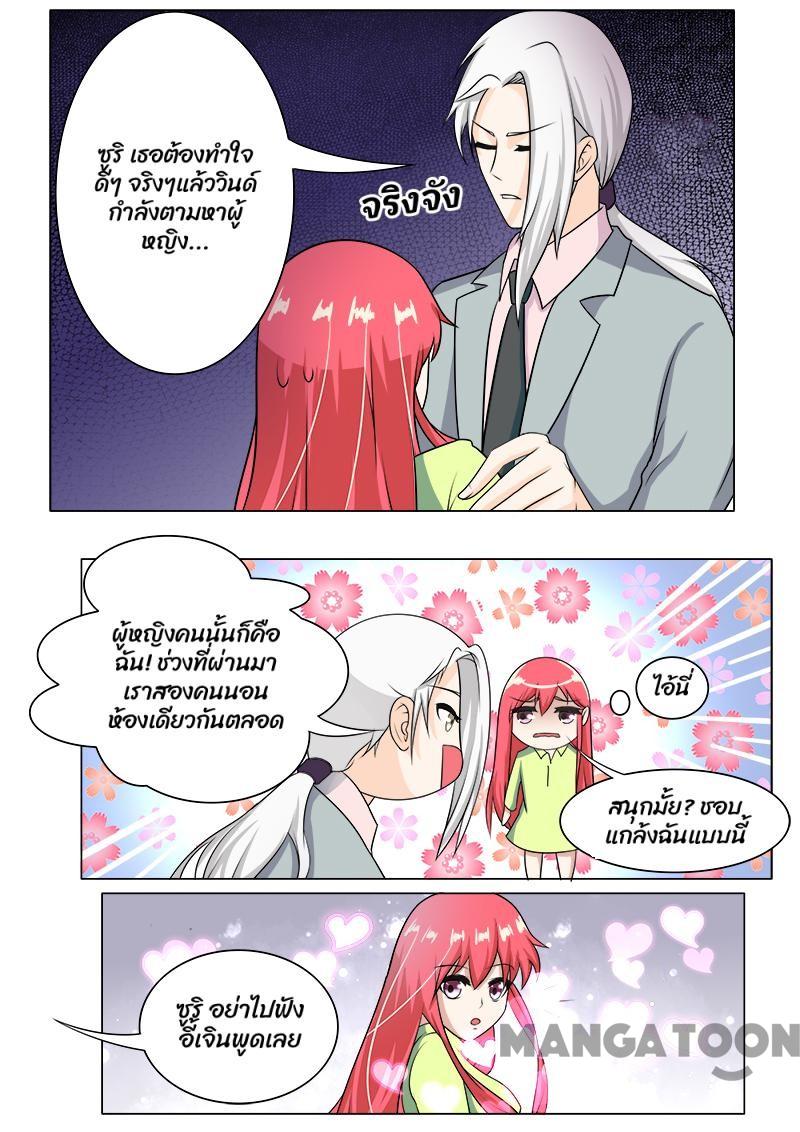 ซูริ เธอต้องทำใจ
ดีๆ จริงๆแล้ววินด์
กำลังตามหาผู้
หญิง...
จริงจัง
ผู้หญิงคนนั้นก็คือ
ฉัน! ช่วงที่ผ่านมา
เราสองคนนอน
ห้องเดียวกันตลอด
ไอ้นี่
สนุกมั้ย? ชอบ
แกล้งฉันแบบนี้
ซูริ อย่าไปฟัง
อี้เจินพูดเลย
MANGATOON